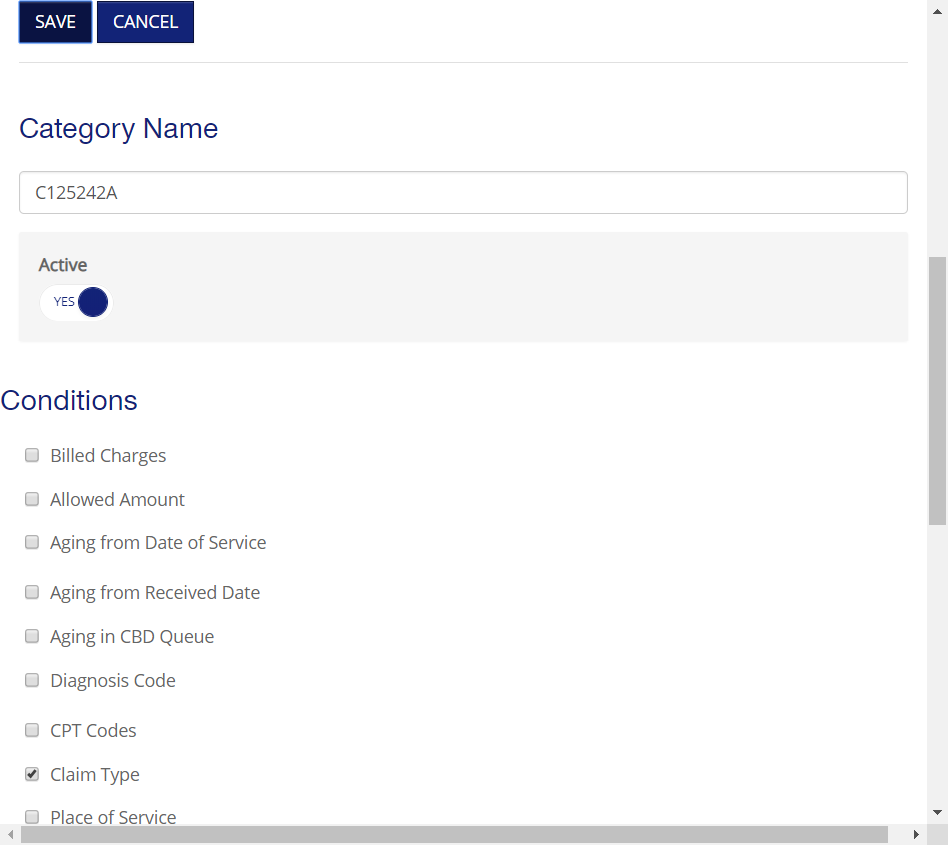 SAVE CANCEL
Category Name
C125242A
Active
YES
Conditions
Billed Charges
Allowed Amount
Aging from Date of Service
Aging from Received Date
Aging in CBD Queue
Diagnosis Code
CPT Codes
Claim Type
Place of Service